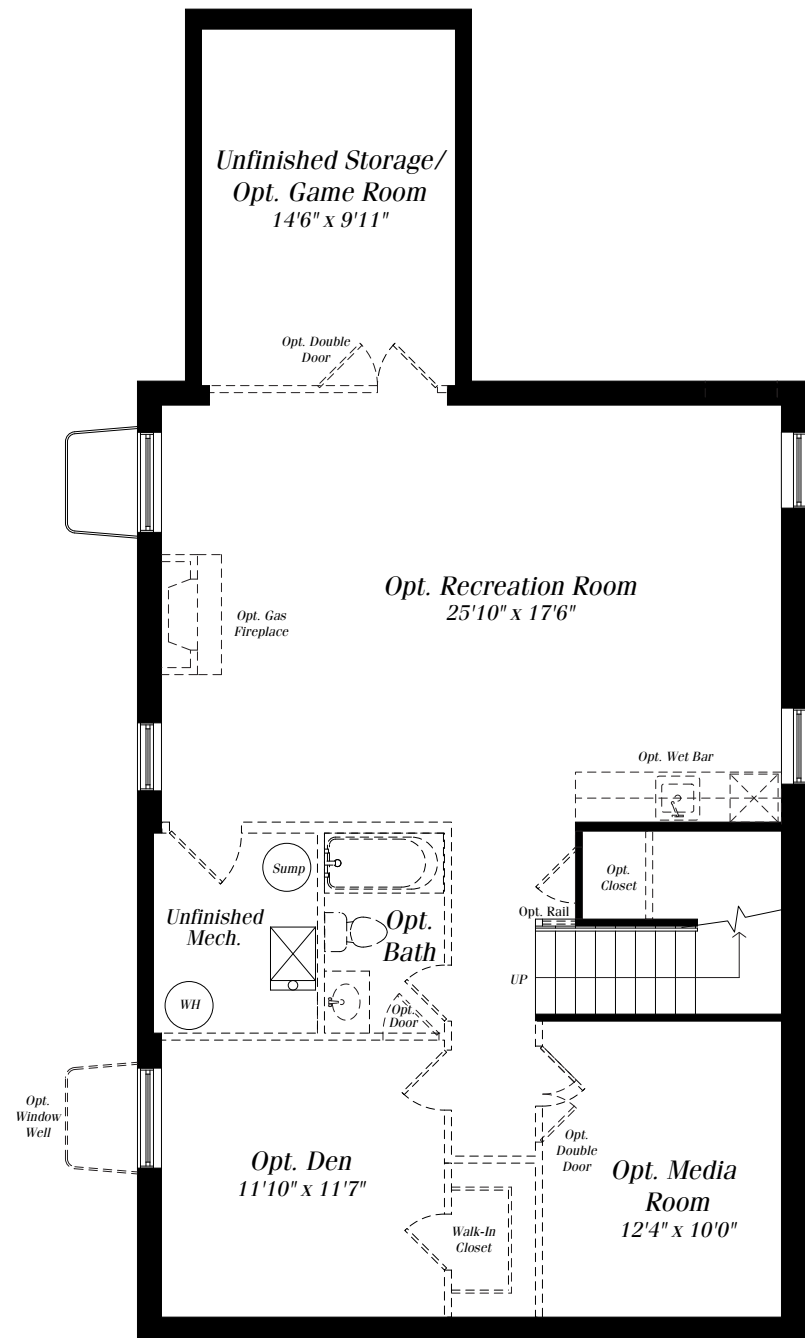 Unfinished Storage/
Opt. Game Room
14'6" x 9'11"
Opt. Double
Door
Opt. Recreation Room
25'10" x 17'6"
Opt. Gas
Fireplace
Opt. Wet Bar
Sump
Opt.
Closet
Unfinished
Mech.
Opt.
Bath
Opt. Rail
UP
WH
Opt.
Door
Opt.
Window
Well
Opt. Den
11'10" x 11'7"
Opt.
Double
Door
Opt. Media
Room
12'4" x 10'0"
Walk-In
Closet